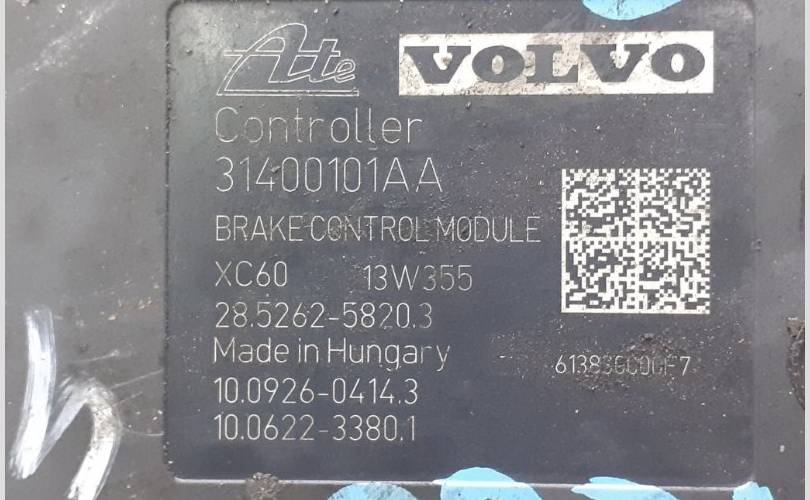 Ate VOLVO
Controller
31400101AA
BRAKE CONTROL MODULE
XC60 13W355
28.5262-5820.3
Made in Hungary
10.0926-0414.3
10.0622-3380.1